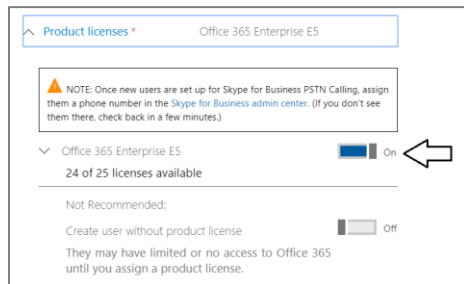 Product licenses * Office 365 Enterprise E5
NOTE: Once new users are set up for Skype for Business PSTN Calling, assign
them a phone number in the Skype for Business admin center. (If you don't see
them there, check back in a few minutes.)
Office 365 Enterprise E5 On
24 of 25 licenses available
Not Recommended:
Create user without product license Off
They may have limited or no access to Office 365
until you assign a product license.